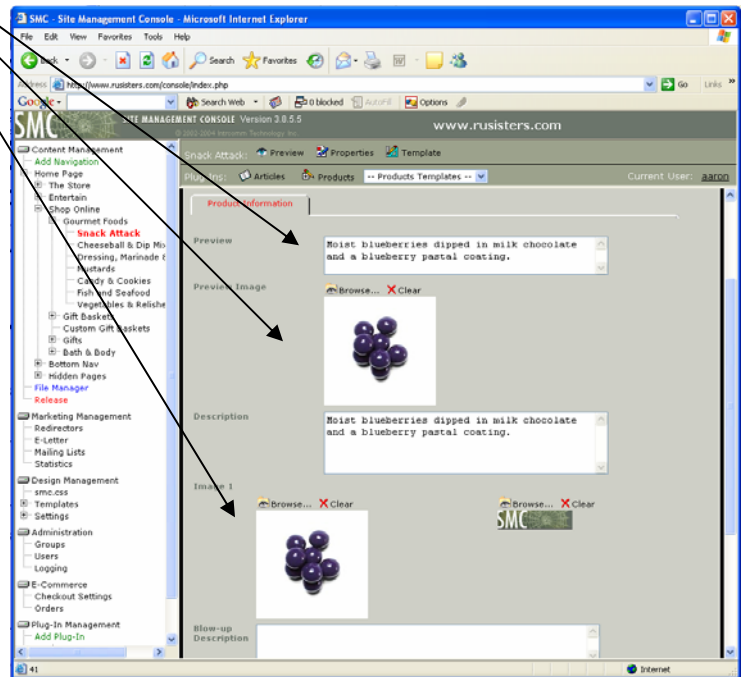 SMC - Site Management Console - Microsoft Internet Explorer
File Edit View Favorites Tools Help
Back Search Favorites
Address http://www.rusisters.com/console/index.php Go Links »
Google - Search Web 0 blocked AutoFill Options
SMC SITE MANAGEMENT CONSOLE Version 3.8.5.5 www.rusisters.com
Content Management
Add Navigation
Home Page
The Store
Entertain
Shop Online
Gourmet Foods
Snack Attack
Cheeseball & Dip Mix
Dressing, Marinade &
Mustards
Candy & Cookies
Fish and Seafood
Vegetables & Relishe
Gift Baskets
Custom Gift Baskets
Gifts
Bath & Body
Bottom Nav
Hidden Pages
File Manager
Release
Marketing Management
Redirectors
E-Letter
Mailing Lists
Statistics
Design Management
smc.css
Templates
Settings
Administration
Groups
Users
Logging
E-Commerce
Checkout Settings
Orders
Plug-In Management
Add Plug-In
Snack Attack: Preview Properties Template
Plug-Ins: Articles Products -- Products Templates -- Current User: aaron
Product Information
Preview
Moist blueberries dipped in milk chocolate
and a blueberry pastal coating.
Preview Image
Browse... Clear
Description
Moist blueberries dipped in milk chocolate
and a blueberry pastal coating.
Image 1
Browse... Clear Browse... Clear
SMC
Blow-up
Description
41 Internet